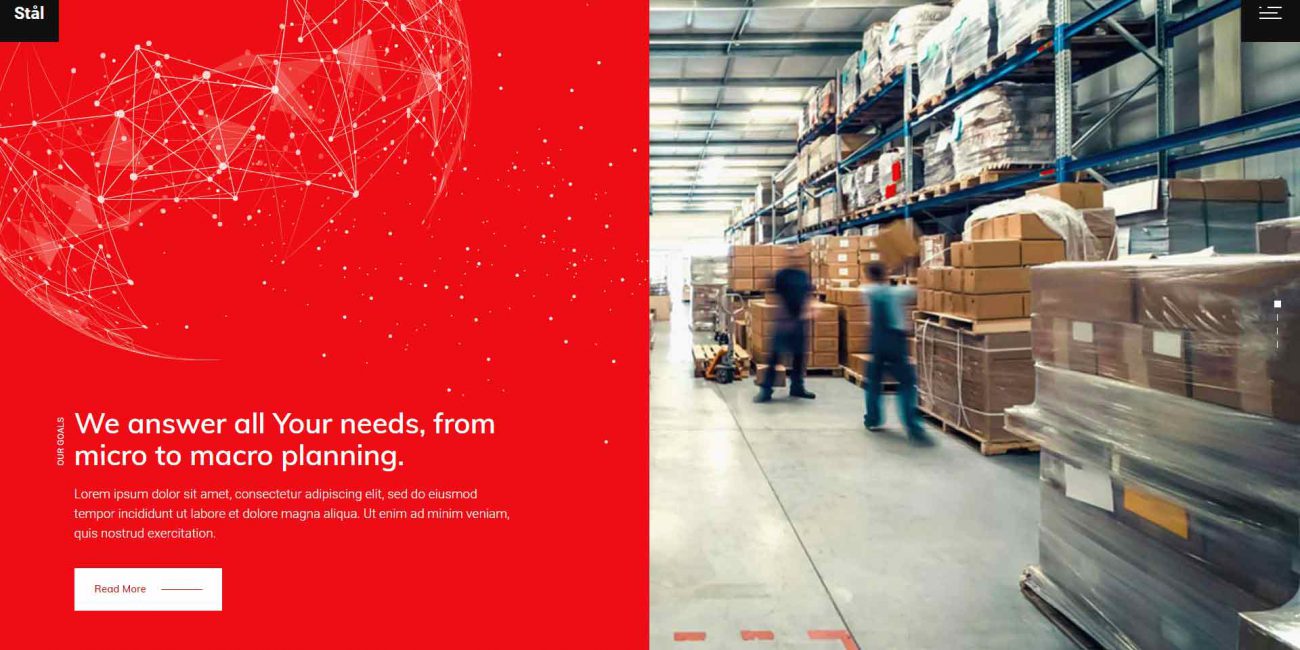 Stål
OUR GOALS
We answer all Your needs, from
micro to macro planning.
Lorem ipsum dolor sit amet, consectetur adipiscing elit, sed do eiusmod
tempor incididunt ut labore et dolore magna aliqua. Ut enim ad minim veniam,
quis nostrud exercitation.
Read More